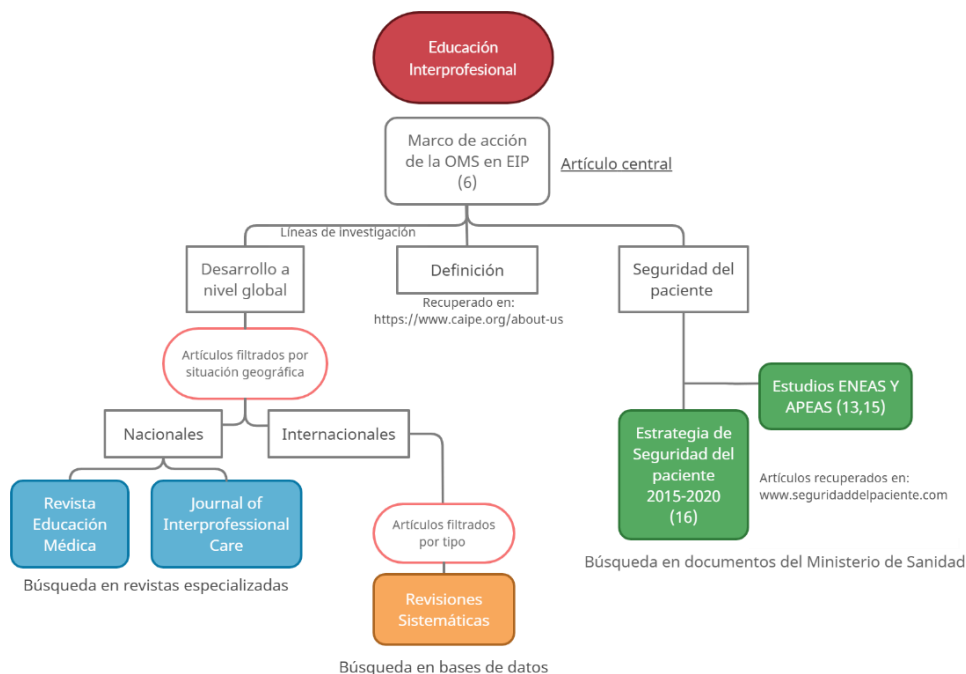 Educación
Interprofesional
Marco de acción
de la OMS en EIP
(6)
Artículo central
Líneas de investigación
Desarrollo a
nivel global
Definición
Seguridad del
paciente
Recuperado en:
https://www.caipe.org/about-us
Artículos filtrados por
situación geográfica
Nacionales
Internacionales
Estudios ENEAS Y
APEAS (13,15)
Estrategia de
Seguridad del
paciente
2015-2020
(16)
Artículos recuperados en:
www.seguridaddelpaciente.com
Revista
Educación
Médica
Journal of
Interprofessional
Care
Artículos filtrados
por tipo
Búsqueda en documentos del Ministerio de Sanidad
Búsqueda en revistas especializadas
Revisiones
Sistemáticas
Búsqueda en bases de datos